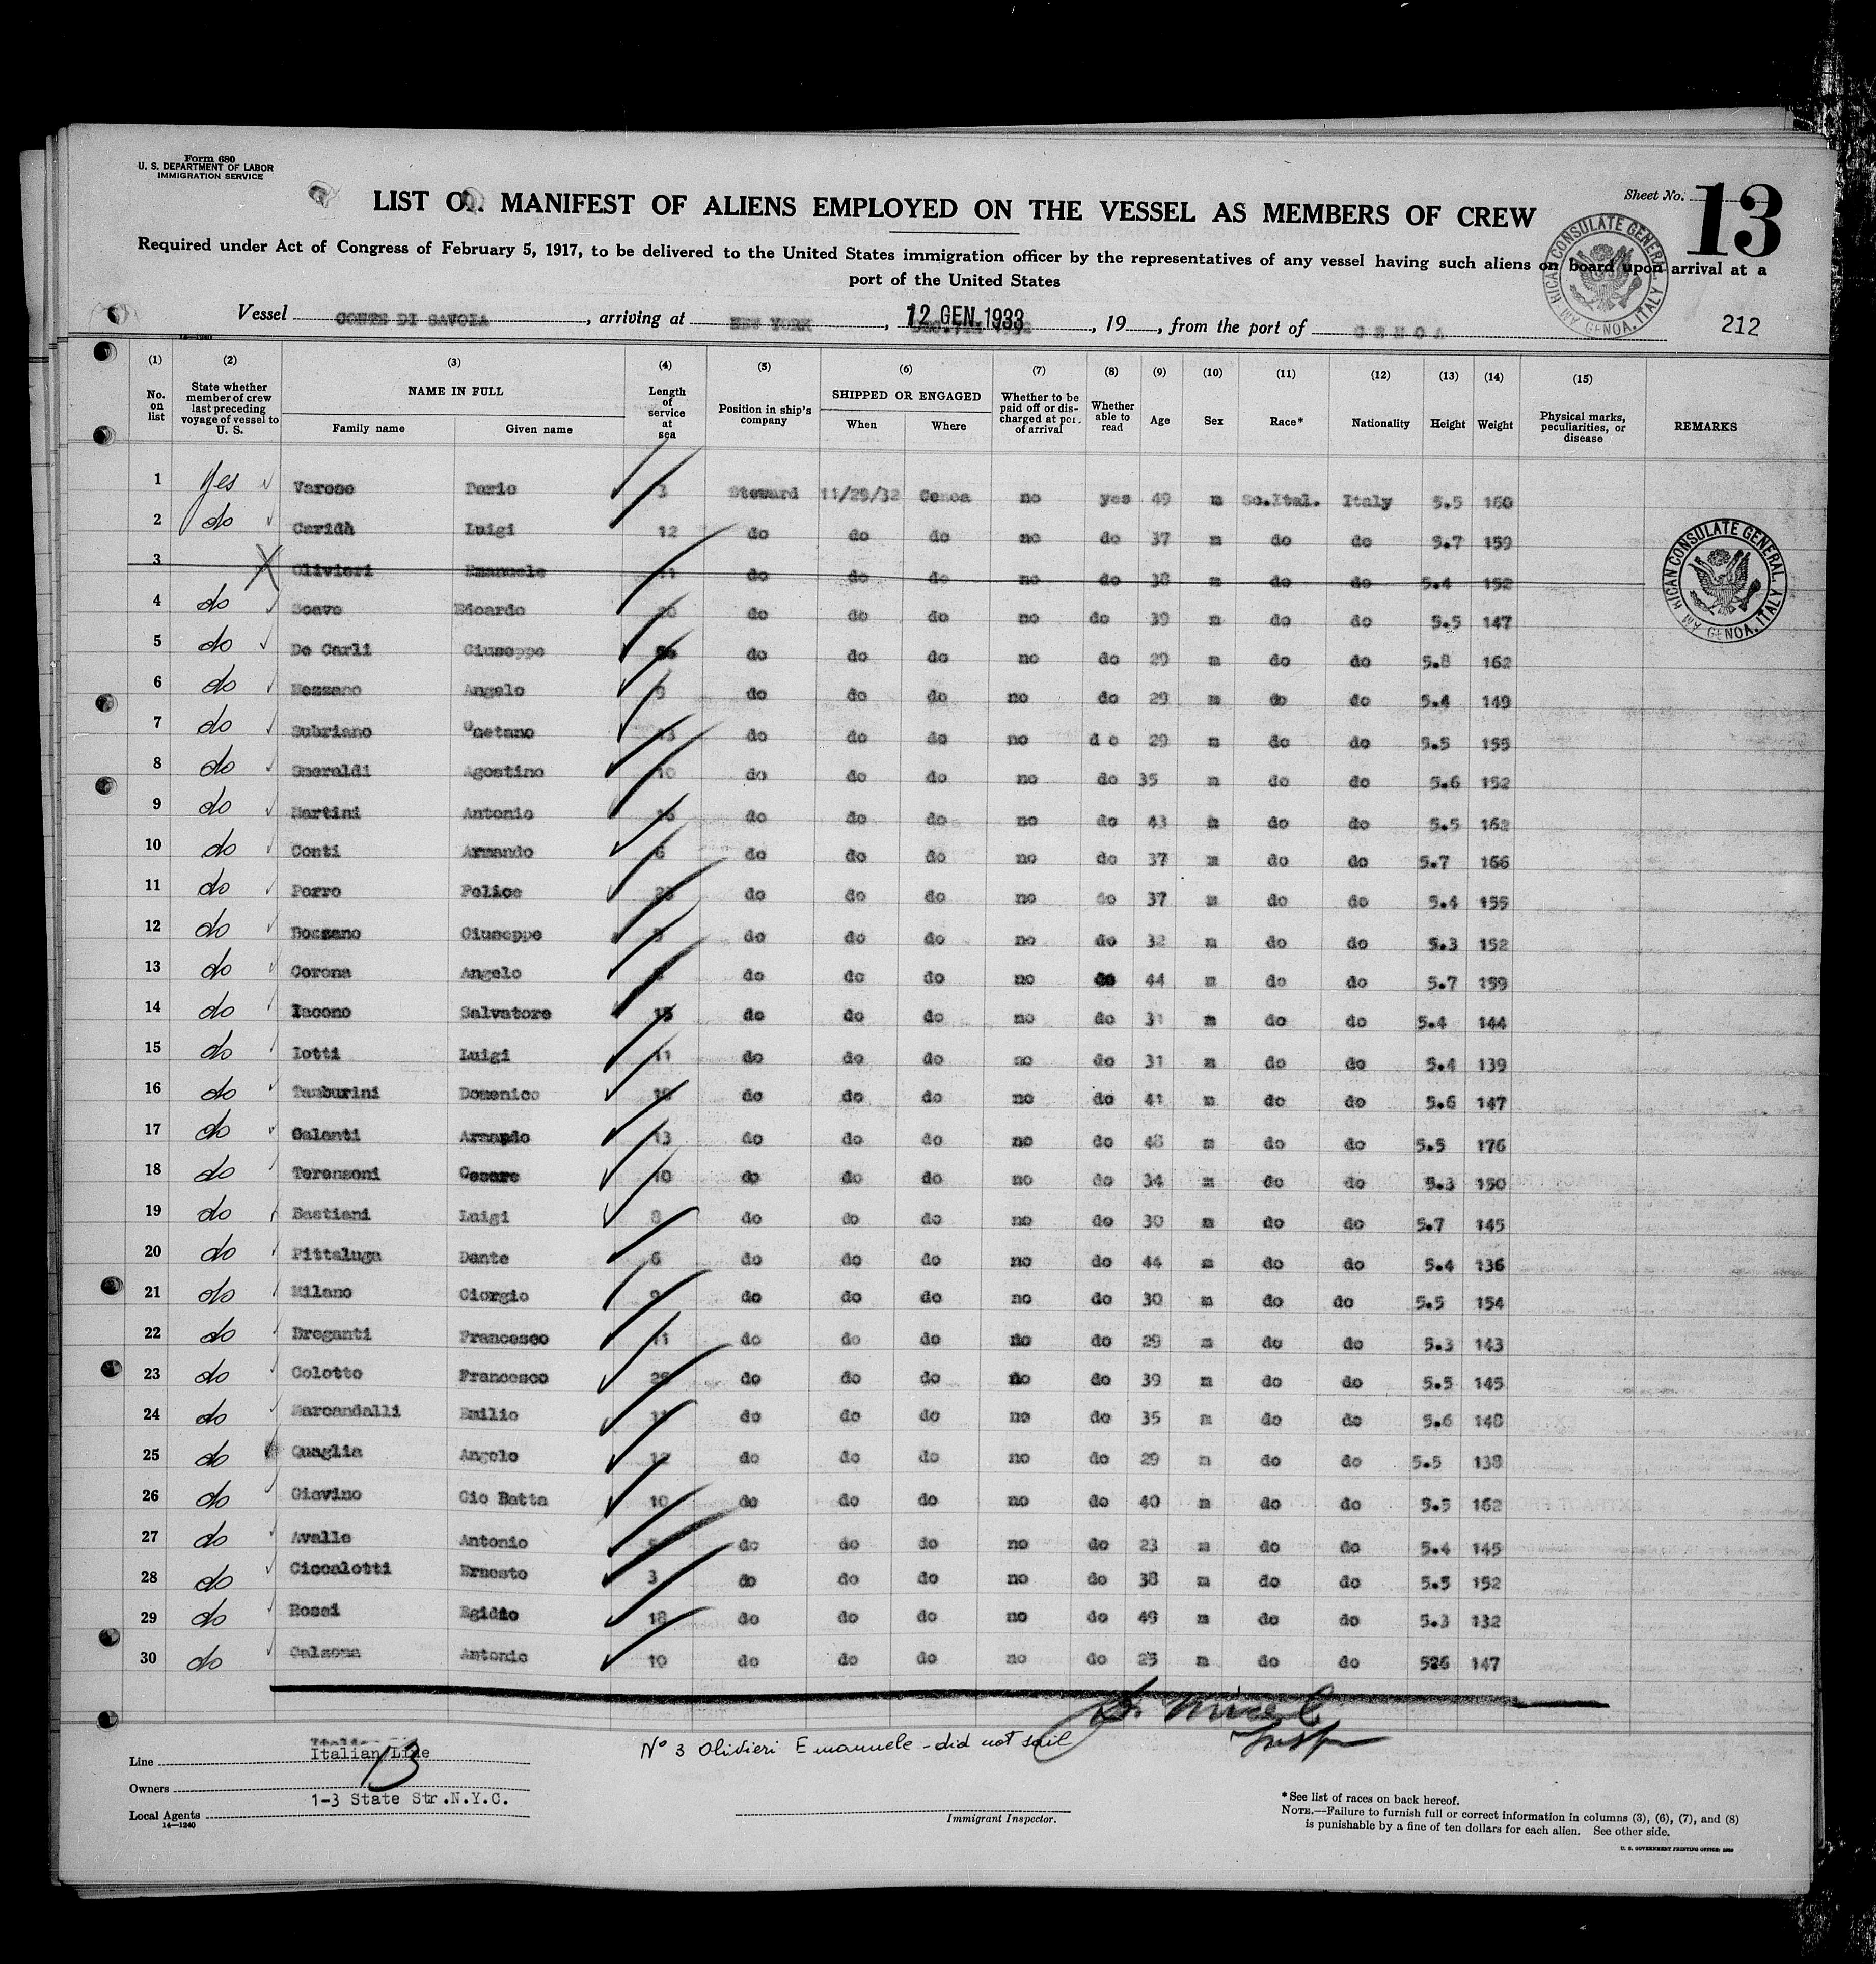 Form 680
U. S. DEPARTMENT OF LABOR
IMMIGRATION SERVICE
Sheet No. 13
LIST O MANIFEST OF ALIENS EMPLOYED ON THE VESSEL AS MEMBERS OF CREW
Required under Act of Congress of February 5, 1917, to be delivered to the United States immigration officer by the representatives of any vessel having such aliens on board upon arrival at a
port of the United States
AMERICAN CONSULATE GENERAL GENOA, ITALY
Vessel CONTE DI SAVOIA, arriving at NEW YORK, 12 GEN. 1933, 19, from the port of GENOA
212
14—1240
(1) (2) (3) (4) (5) (6) (7) (8) (9) (10) (11) (12) (13) (14) (15)
No. on list State whether member of crew last preceding voyage of vessel to U. S. NAME IN FULL Length of service at sea Position in ship's company SHIPPED OR ENGAGED Whether to be paid off or discharged at port of arrival Whether able to read Age Sex Race* Nationality Height Weight Physical marks, peculiarities, or disease REMARKS
Family name Given name When Where
1 Yes Varese Dario 3 Steward 11/29/32 Genoa no yes 49 m So.Ital. Italy 5.5 160
2 do Caridà Luigi 12 do do do no do 37 m do do 5.7 159
3 Olivieri Emanuele 11 do do do no do 38 m do do 5.4 152
4 do Soave Edoardo do do do no do 39 m do do 5.5 147
5 do De Carli Giuseppe do do do no do 29 m do do 5.8 162
6 do Mezzano Angelo 9 do do do no do 29 m do do 5.4 149
7 do Subriano Gaetano 13 do do do no do 29 m do do 5.5 155
8 do Smeraldi Agostino 10 do do do no do 35 m do do 5.6 152
9 do Martini Antonio 16 do do do no do 43 m do do 5.5 162
10 do Conti Armando 6 do do do no do 37 m do do 5.7 166
11 do Porro Felice 23 do do do no do 37 m do do 5.4 155
12 do Bozzano Giuseppe do do do no do 32 m do do 5.3 152
13 do Corona Angelo do do do no do 44 m do do 5.7 159
14 do Iacono Salvatore 15 do do do no do 31 m do do 5.4 144
15 do Iotti Luigi 11 do do do no do 31 m do do 5.4 139
16 do Tamburini Domenico do do do no do 41 m do do 5.6 147
17 do Galanti Armando 13 do do do no do 48 m do do 5.5 176
18 do Terenzoni Cesare 10 do do do no do 34 m do do 5.3 150
19 do Bastiani Luigi 8 do do do no do 30 m do do 5.7 145
20 do Pittaluga Dante 6 do do do no do 44 m do do 5.4 136
21 do Milano Giorgio 9 do do do no do 30 m do do 5.5 154
22 do Breganti Francesco 11 do do do no do 29 m do do 5.3 143
23 do Colotto Francesco 26 do do do no do 39 m do do 5.5 145
24 do Marcandalli Emilio 11 do do do no do 35 m do do 5.6 148
25 do Quaglia Angelo 12 do do do no do 29 m do do 5.5 138
26 do Giavino Gio Batta 10 do do do no do 40 m do do 5.5 162
27 do Avalle Antonio do do do no do 23 m do do 5.4 145
28 do Ciccalotti Ernesto 3 do do do no do 38 m do do 5.5 152
29 do Rossi Egidio 18 do do do no do 49 m do do 5.3 132
30 do Calzona Antonio 10 do do do no do 25 m do do 526 147
AMERICAN CONSULATE GENERAL GENOA, ITALY
No 3 Olivieri Emanuele - did not sail
Line Italian Line
13
Owners
1-3 State Str.N.Y.C.
Local Agents
14—1240
Immigrant Inspector.
*See list of races on back hereof.
NOTE.—Failure to furnish full or correct information in columns (3), (6), (7), and (8)
is punishable by a fine of ten dollars for each alien. See other side.